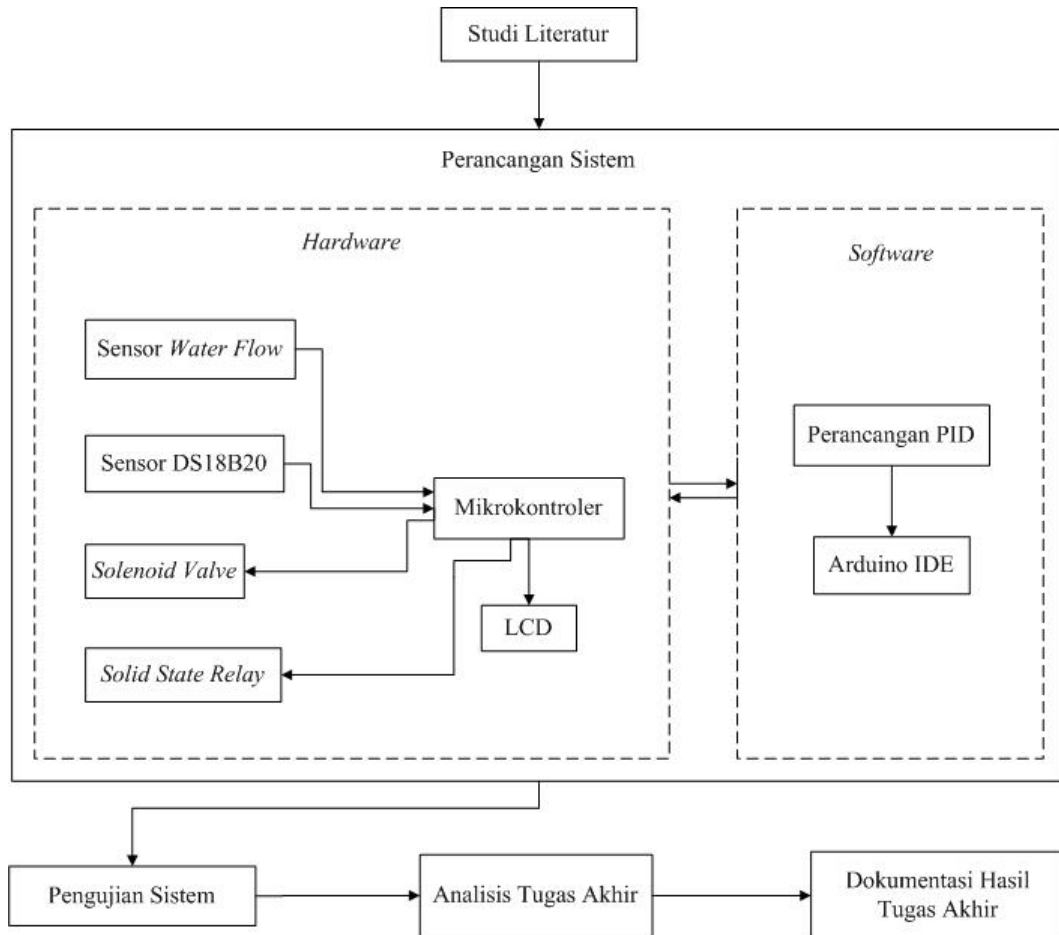 Studi Literatur
Perancangan Sistem
Hardware
Software
Sensor Water Flow
Sensor DS18B20
Solenoid Valve
Solid State Relay
Mikrokontroler
LCD
Perancangan PID
Arduino IDE
Pengujian Sistem
Analisis Tugas Akhir
Dokumentasi Hasil
Tugas Akhir